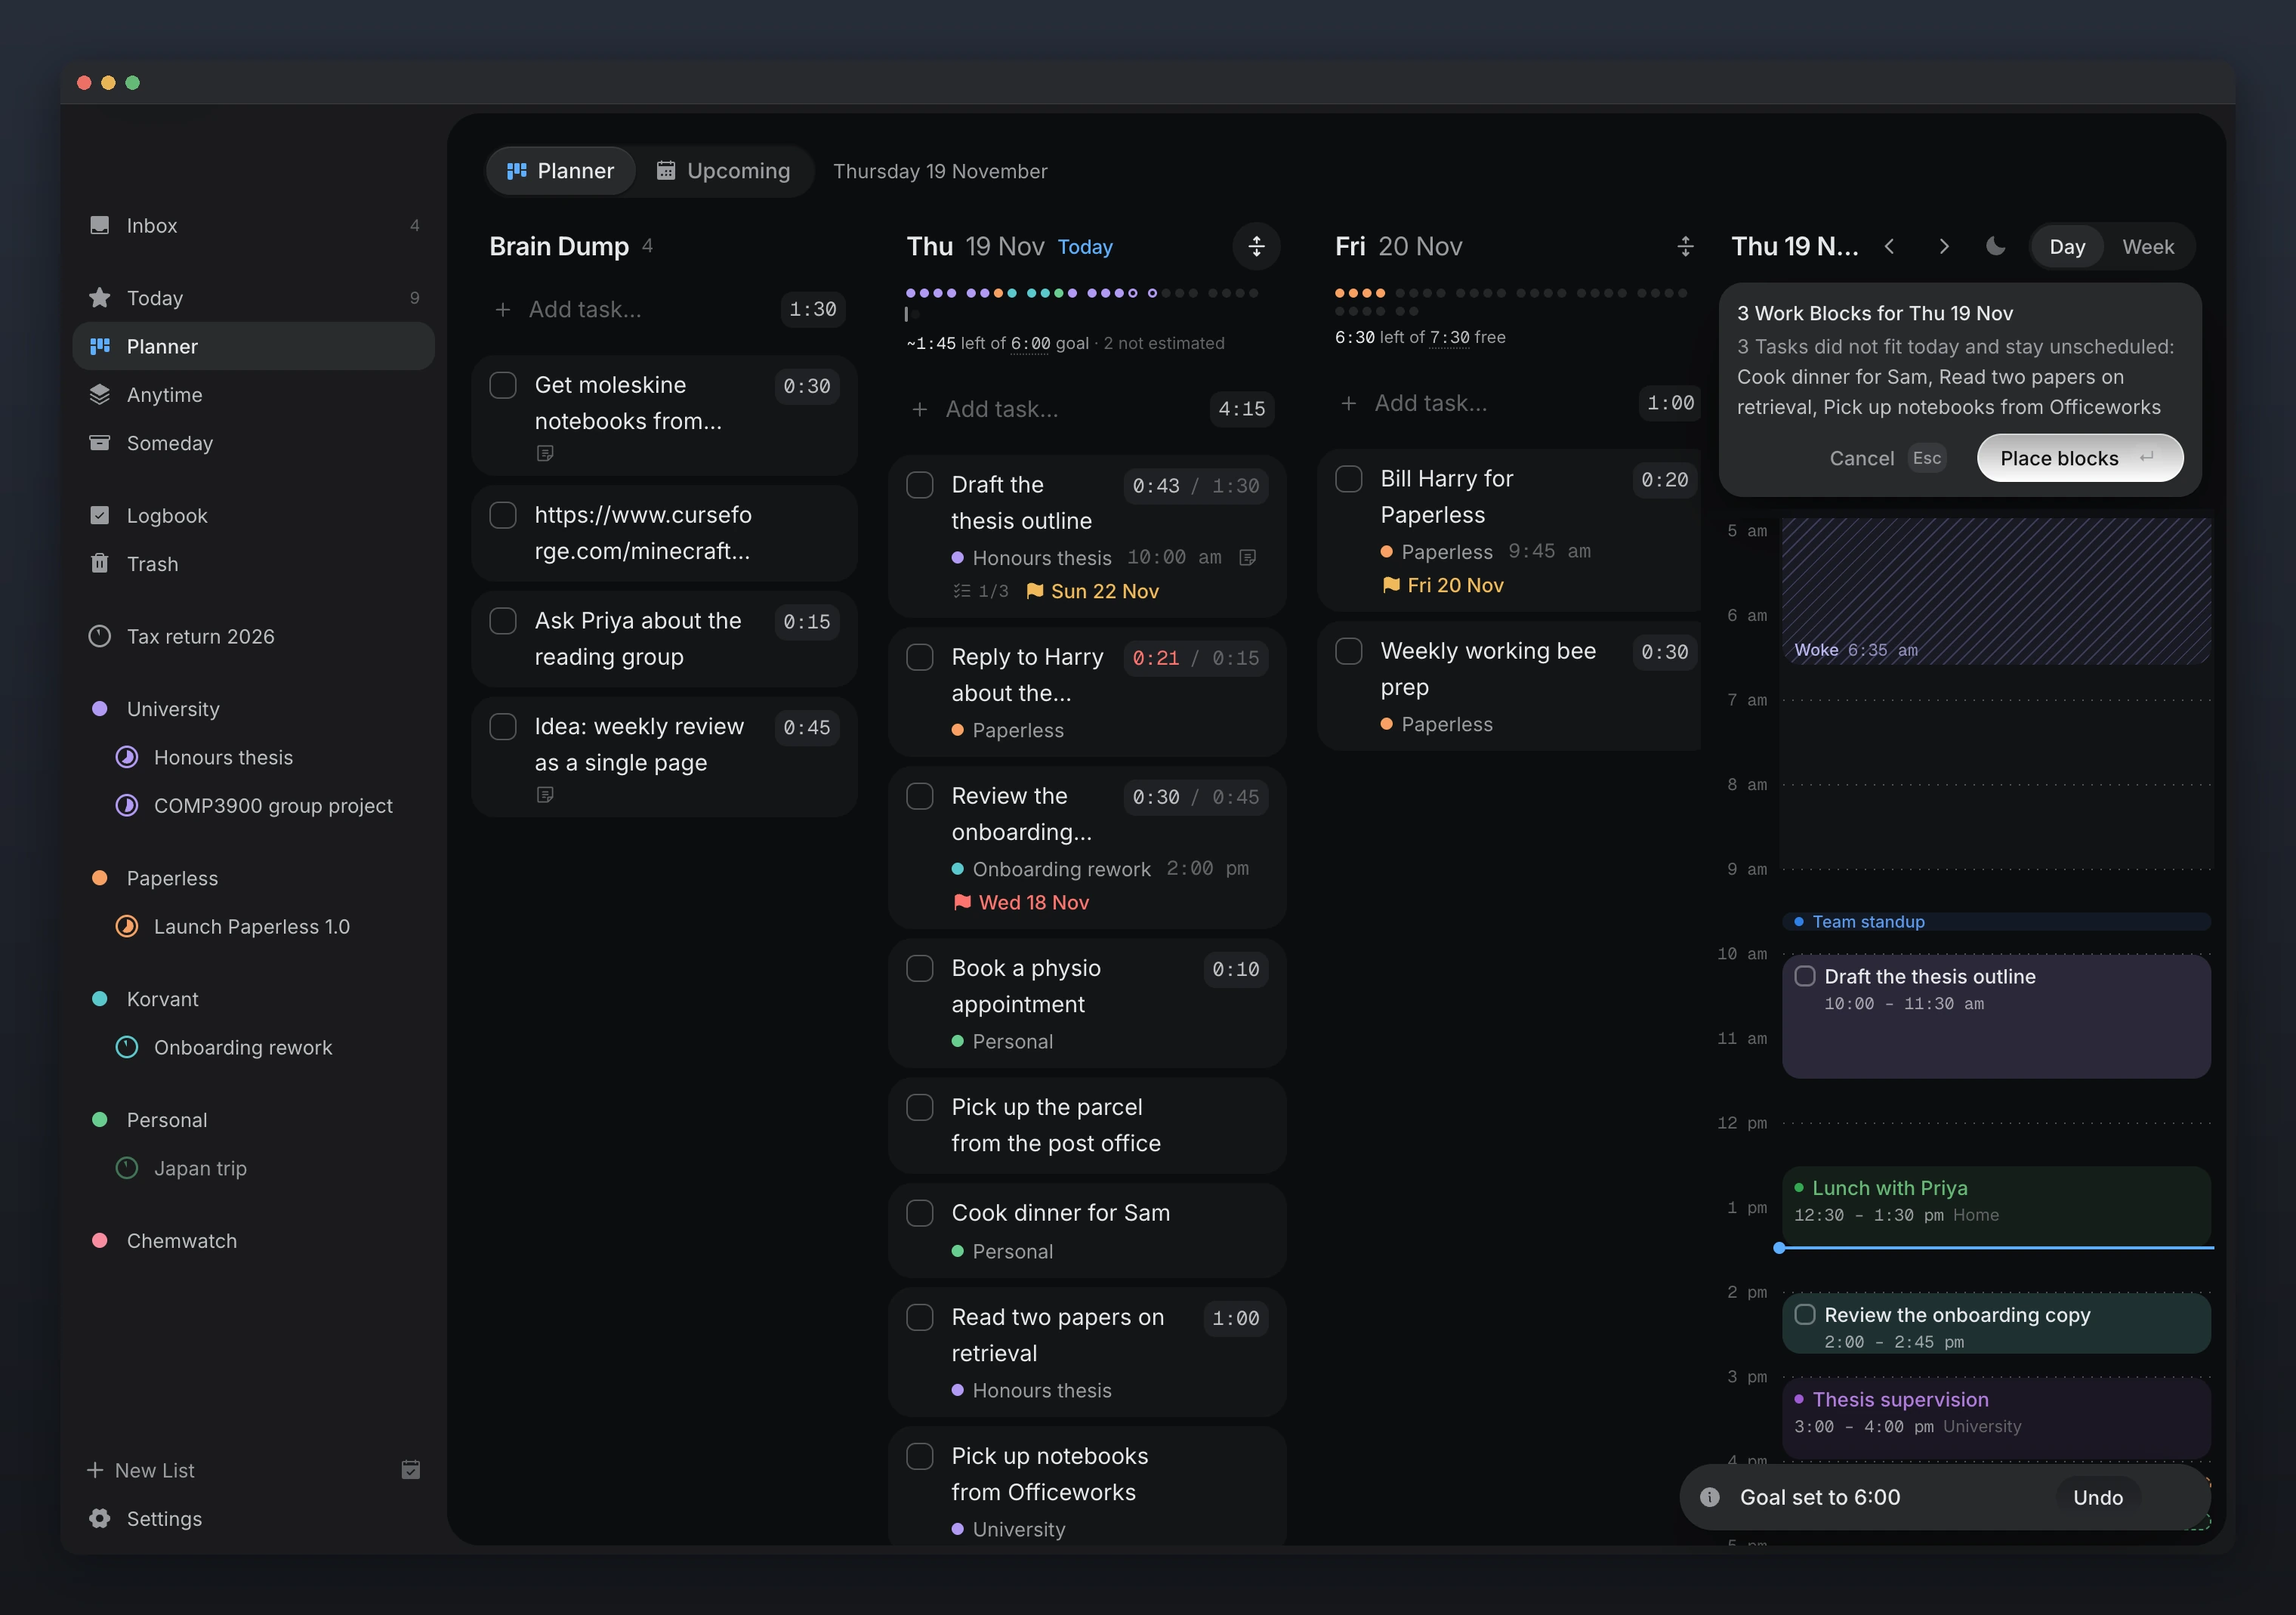 Inbox 4
Today 9
Planner
Anytime
Someday
Logbook
Trash
Tax return 2026
University
Honours thesis
COMP3900 group project
Paperless
Launch Paperless 1.0
Korvant
Onboarding rework
Personal
Japan trip
Chemwatch
New List
Settings
Planner
Upcoming
Thursday 19 November
Brain Dump 4
Add task... 1:30
Get moleskine 0:30
notebooks from...
https://www.cursefo
rge.com/minecraft...
Ask Priya about the 0:15
reading group
Idea: weekly review 0:45
as a single page
Thu 19 Nov Today
~1:45 left of 6:00 goal · 2 not estimated
Add task... 4:15
Draft the 0:43 / 1:30
thesis outline
Honours thesis 10:00 am
1/3 Sun 22 Nov
Reply to Harry 0:21 / 0:15
about the...
Paperless
Review the 0:30 / 0:45
onboarding...
Onboarding rework 2:00 pm
Wed 18 Nov
Book a physio 0:10
appointment
Personal
Pick up the parcel
from the post office
Cook dinner for Sam
Personal
Read two papers on 1:00
retrieval
Honours thesis
Pick up notebooks
from Officeworks
University
Fri 20 Nov
6:30 left of 7:30 free
Add task... 1:00
Bill Harry for 0:20
Paperless
Paperless 9:45 am
Fri 20 Nov
Weekly working bee 0:30
prep
Paperless
Thu 19 N... Day Week
3 Work Blocks for Thu 19 Nov
3 Tasks did not fit today and stay unscheduled:
Cook dinner for Sam, Read two papers on
retrieval, Pick up notebooks from Officeworks
Cancel Esc Place blocks
5 am
6 am
Woke 6:35 am
7 am
8 am
9 am
Team standup
10 am
Draft the thesis outline
10:00 – 11:30 am
11 am
12 pm
Lunch with Priya
1 pm
12:30 – 1:30 pm Home
2 pm
Review the onboarding copy
2:00 – 2:45 pm
3 pm
Thesis supervision
3:00 – 4:00 pm University
4 pm
Goal set to 6:00 Undo
5 pm